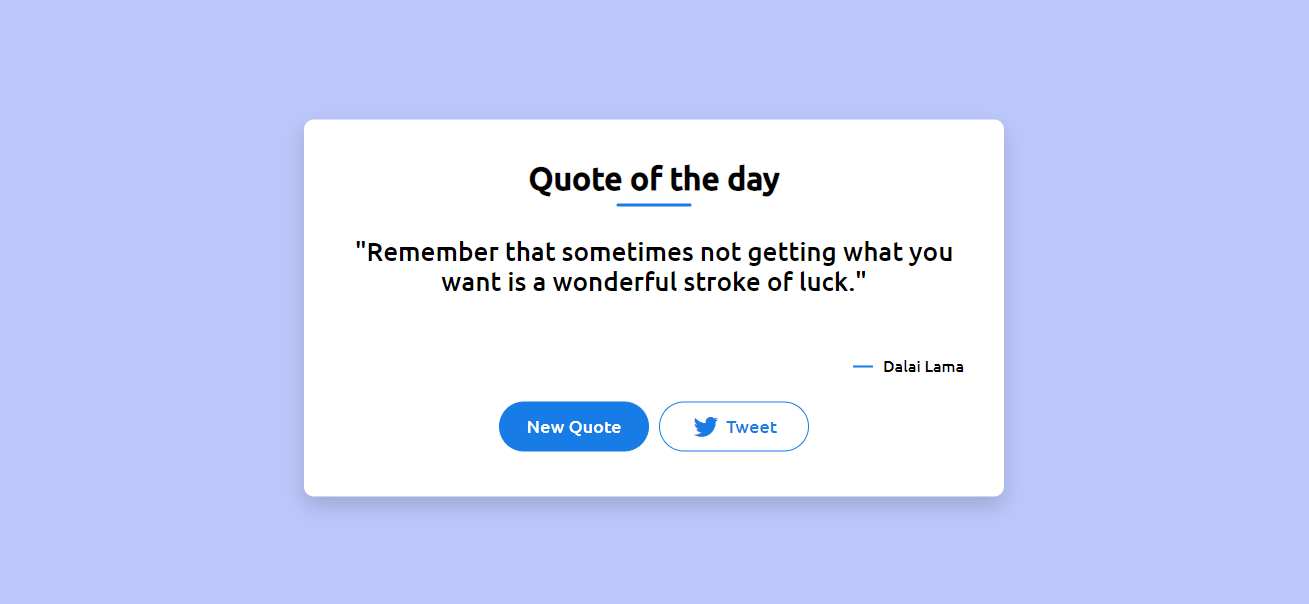 Quote of the day
"Remember that sometimes not getting what you
want is a wonderful stroke of luck."
Dalai Lama
New Quote
Tweet